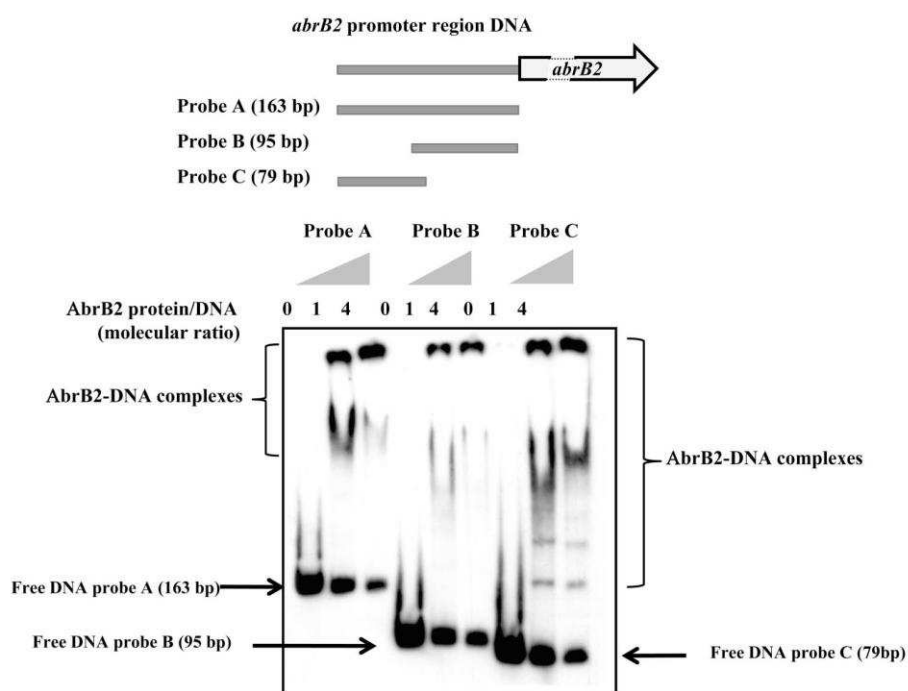 abrB2 promoter region DNA
abrB2
Probe A (163 bp)
Probe B (95 bp)
Probe C (79 bp)
Probe A Probe B Probe C
AbrB2 protein/DNA 0 1 4 0 1 4 0 1 4
(molecular ratio)
AbrB2-DNA complexes
AbrB2-DNA complexes
Free DNA probe A (163 bp)
Free DNA probe B (95 bp)
Free DNA probe C (79bp)